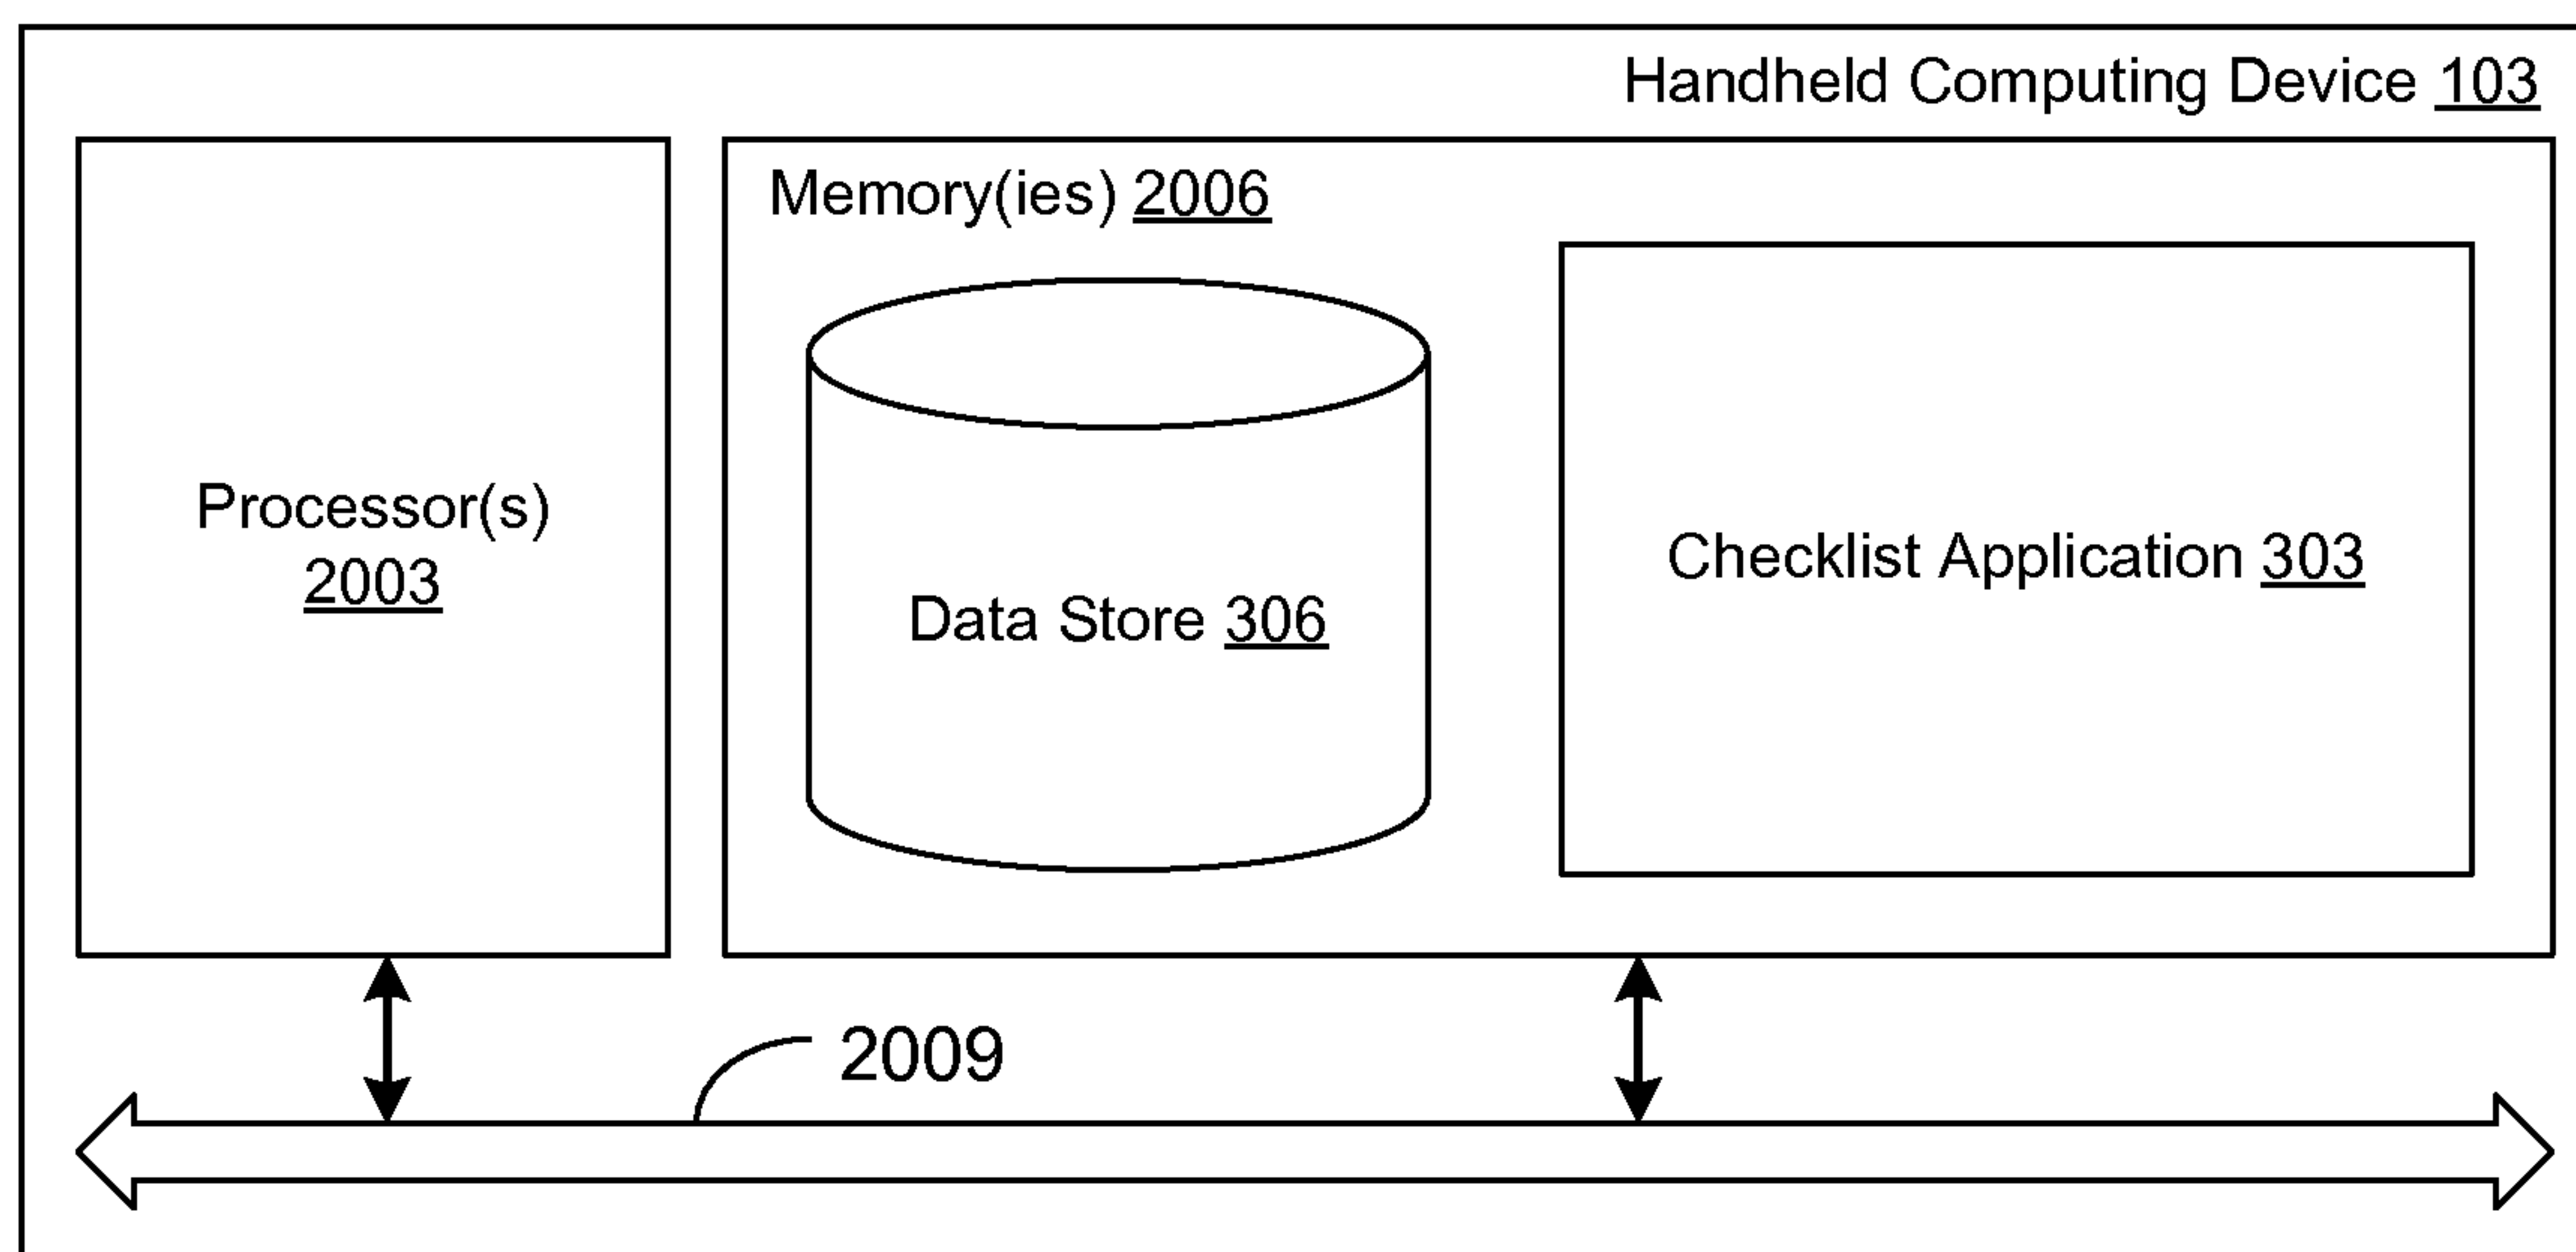 Handheld Computing Device 103
Memory(ies) 2006
Processor(s)
2003
Data Store 306
Checklist Application 303
2009